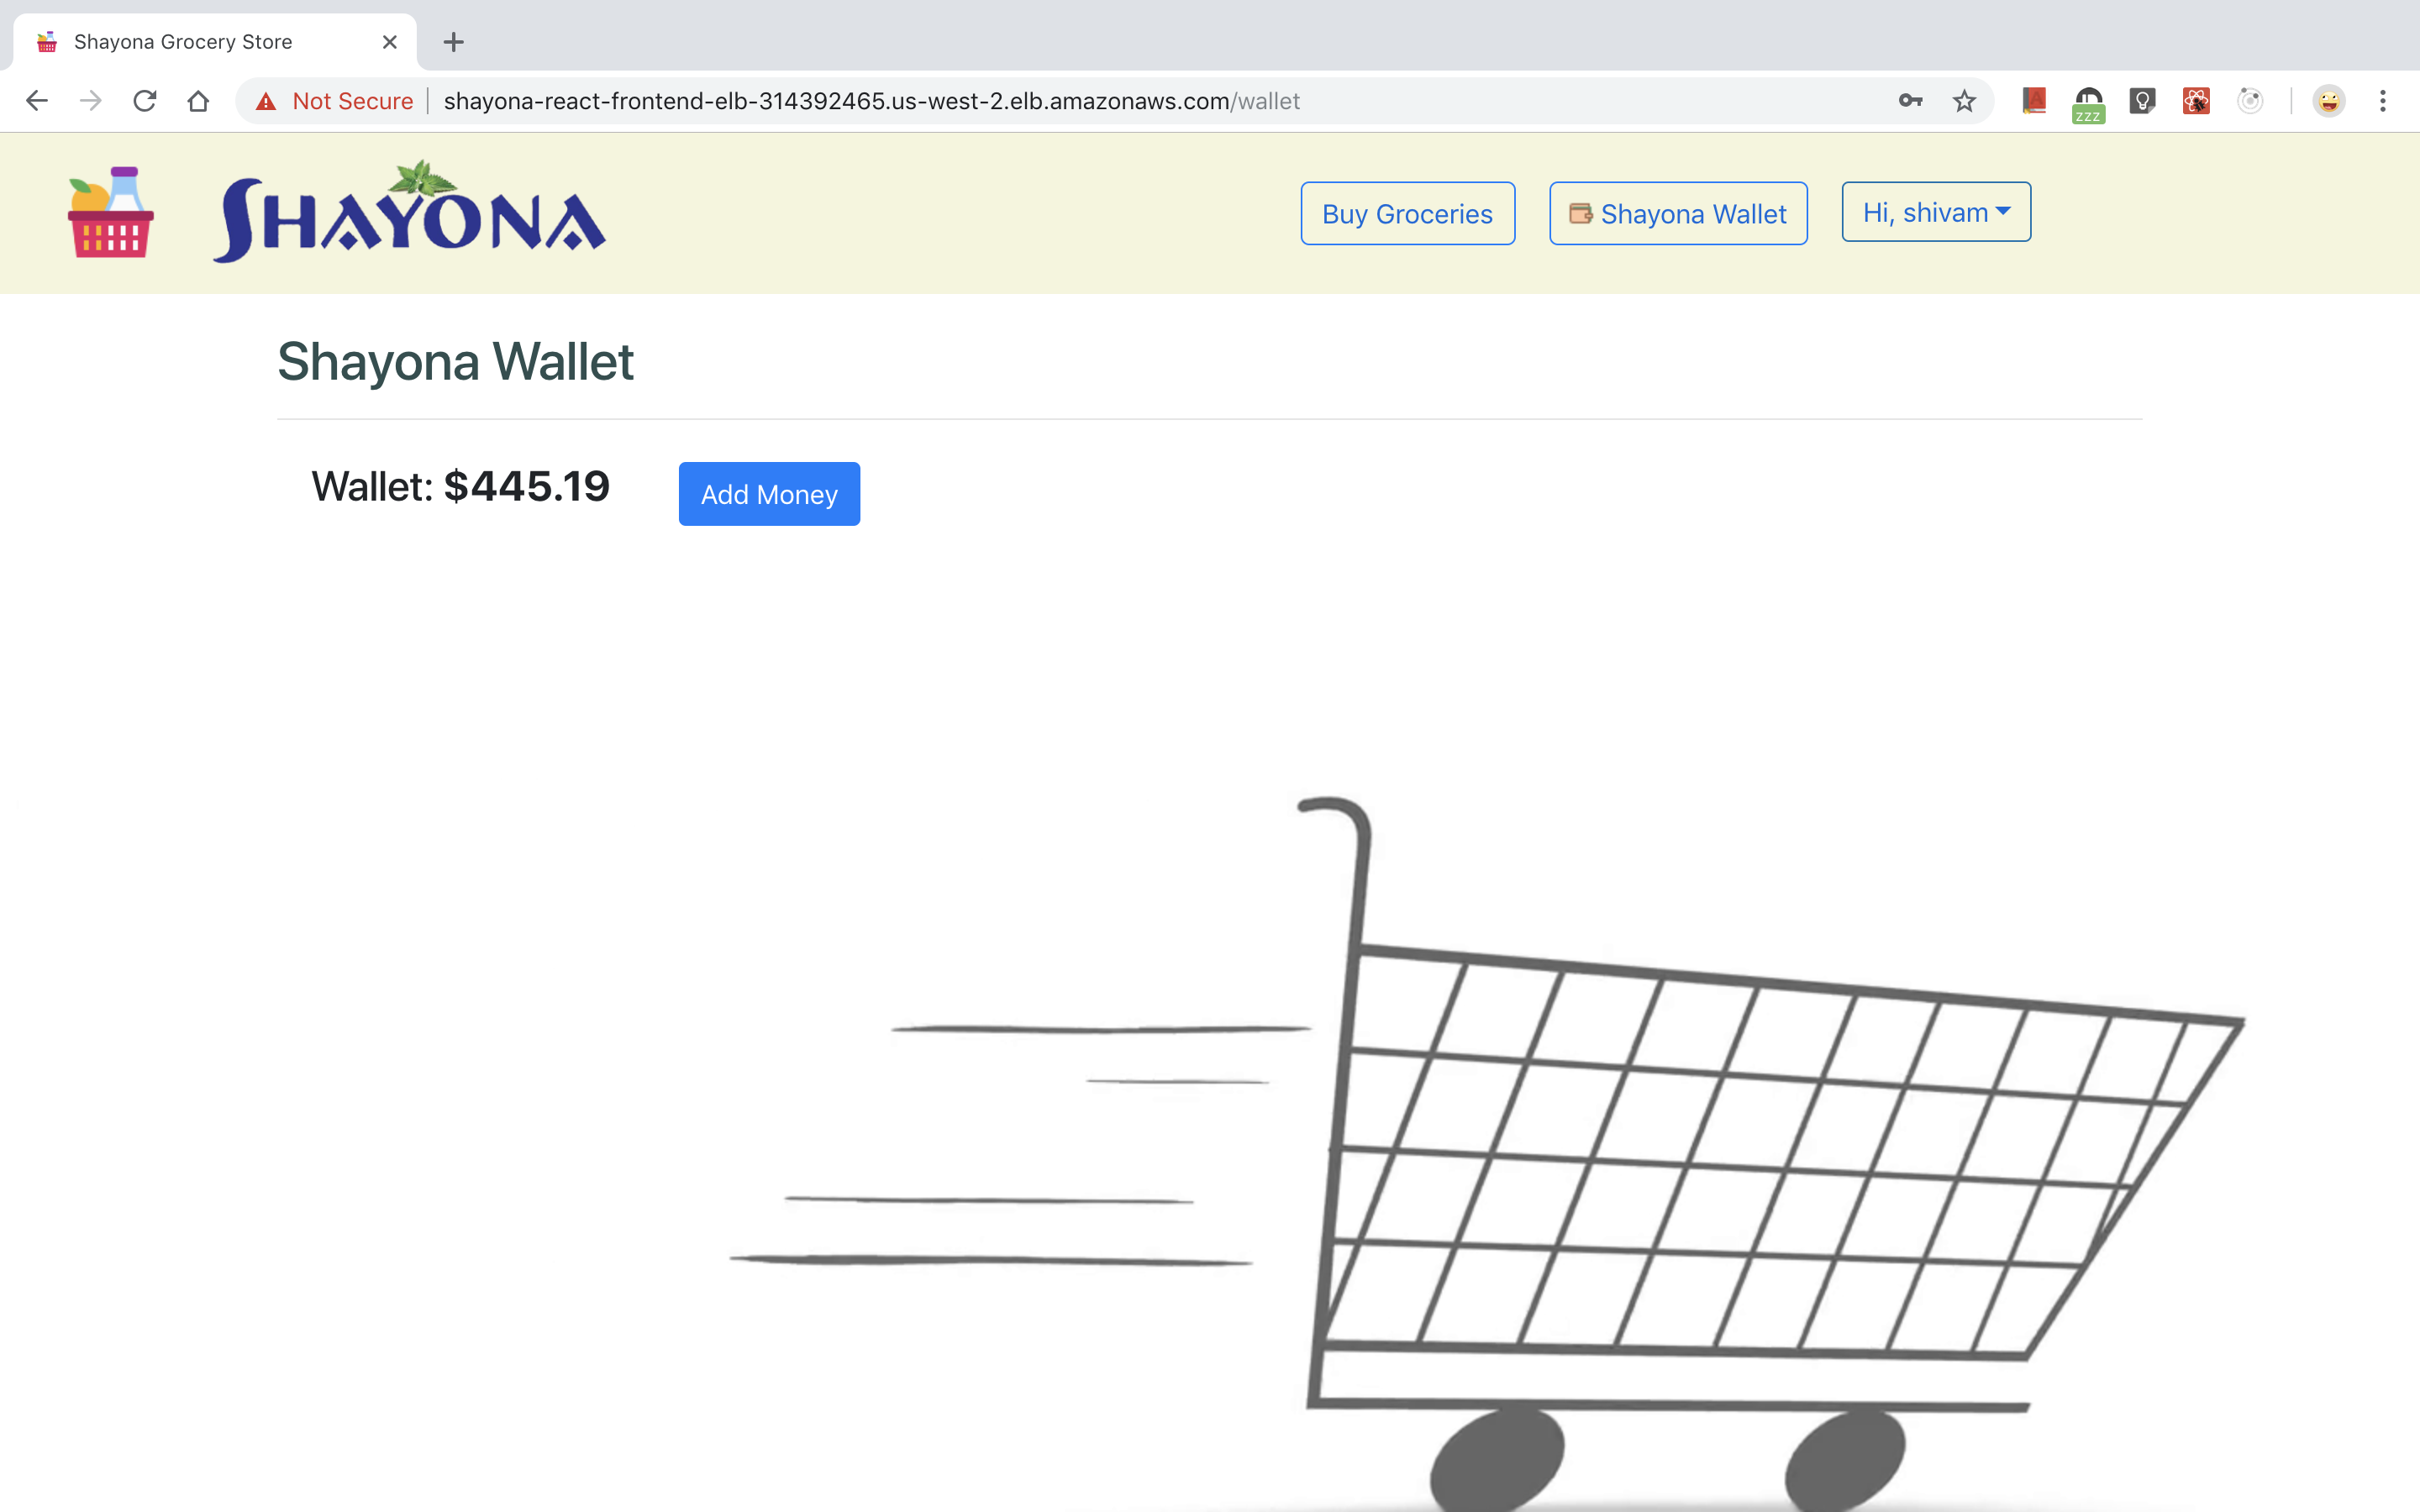 Shayona Grocery Store
Not Secure shayona-react-frontend-elb-314392465.us-west-2.elb.amazonaws.com/wallet
zzz
SHAYONA
Buy Groceries
Shayona Wallet
Hi, shivam
Shayona Wallet
Wallet: $445.19
Add Money